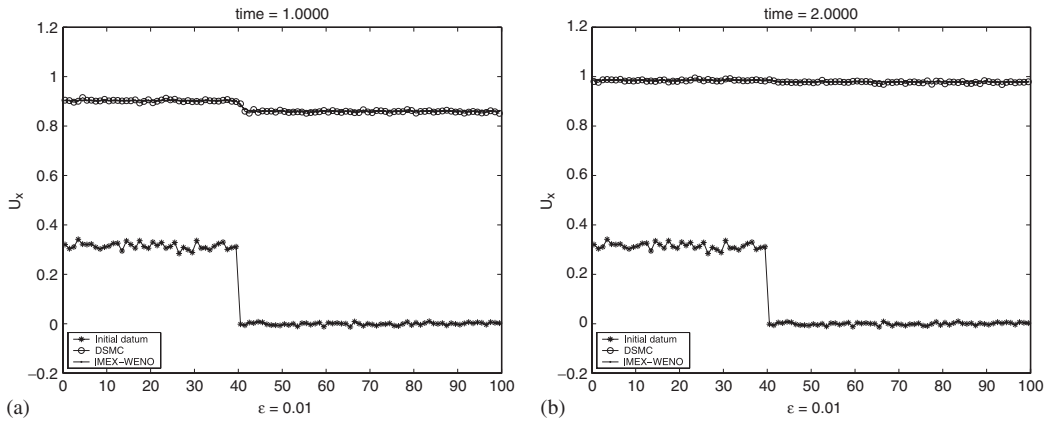 time = 1.0000
1.2
1
0.8
0.6
0.4
0.2
0
−0.2
Ux
Initial datum
DSMC
IMEX−WENO
0 10 20 30 40 50 60 70 80 90 100
(a)
ε = 0.01
time = 2.0000
1.2
1
0.8
0.6
0.4
0.2
0
−0.2
Ux
Initial datum
DSMC
IMEX−WENO
0 10 20 30 40 50 60 70 80 90 100
(b)
ε = 0.01